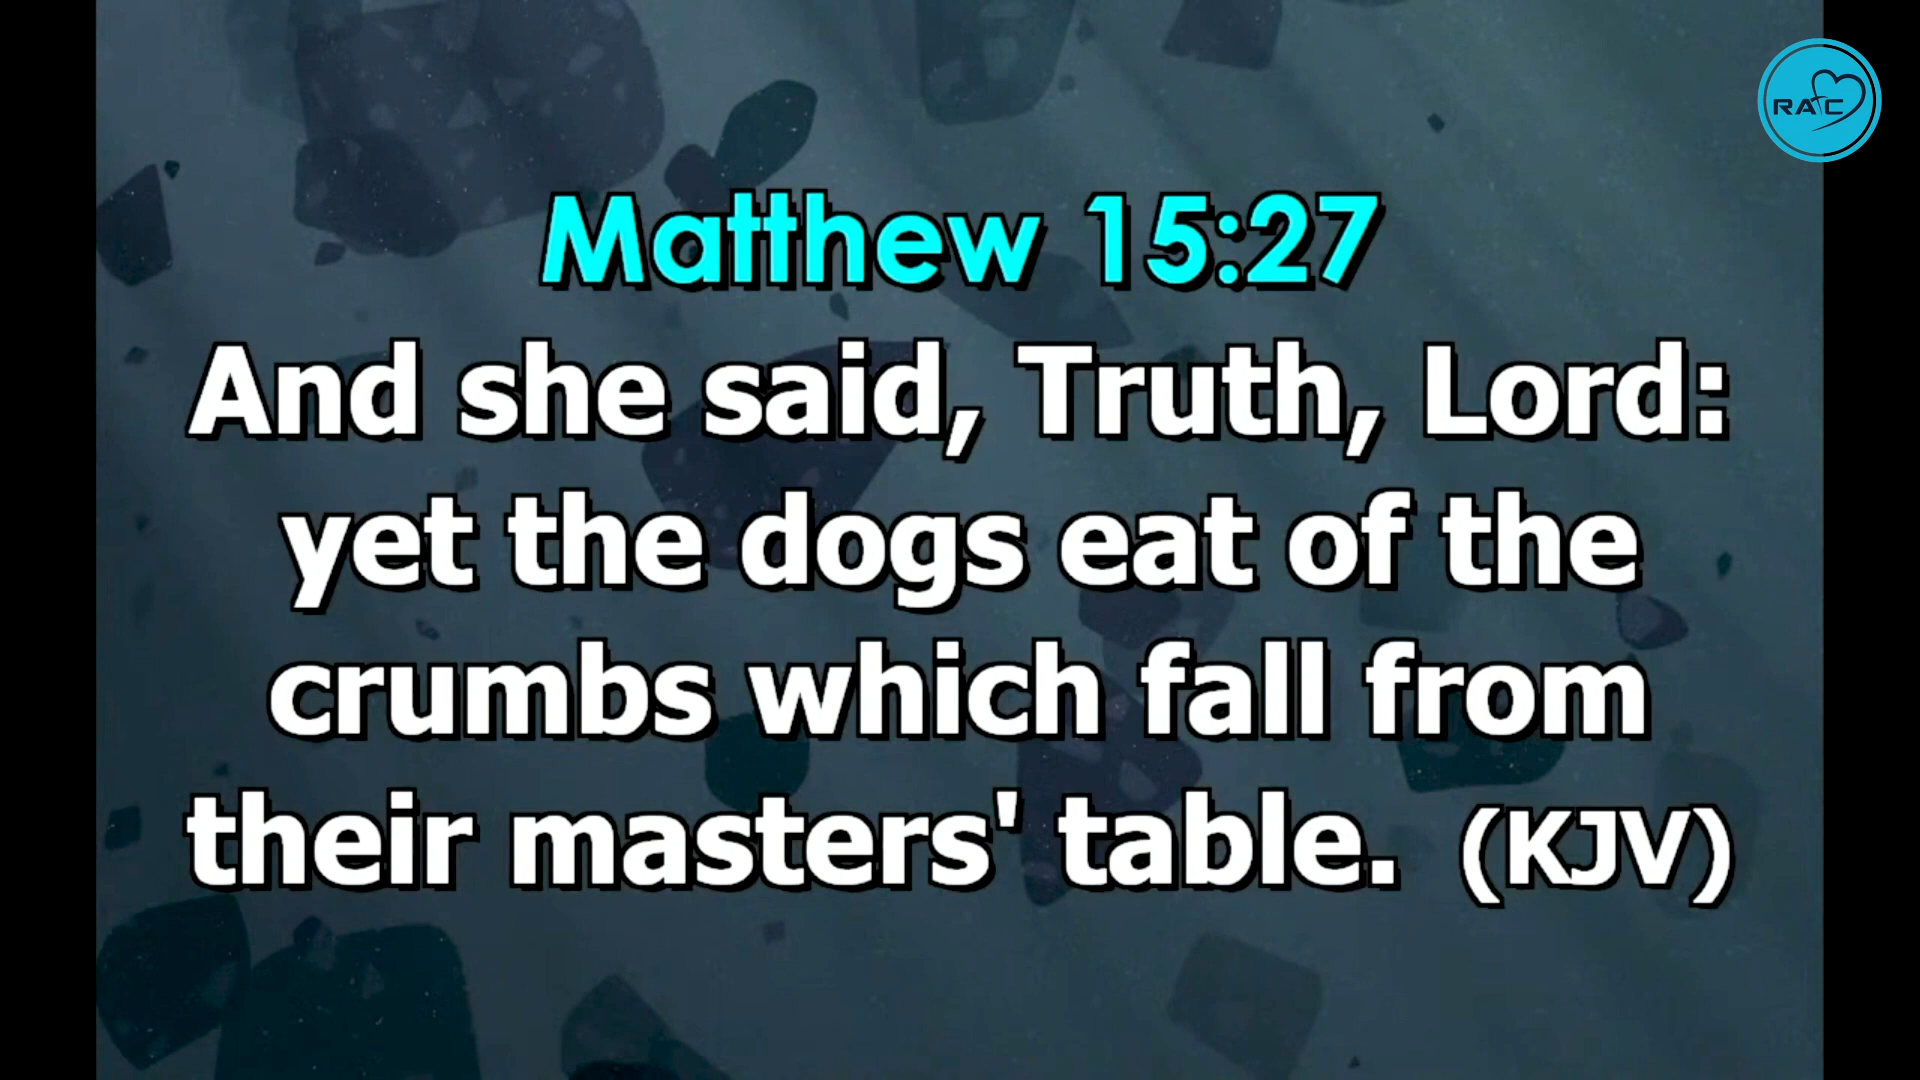 RAFC
Matthew 15:27
And she said, Truth, Lord:
yet the dogs eat of the
crumbs which fall from
their masters' table. (KJV)